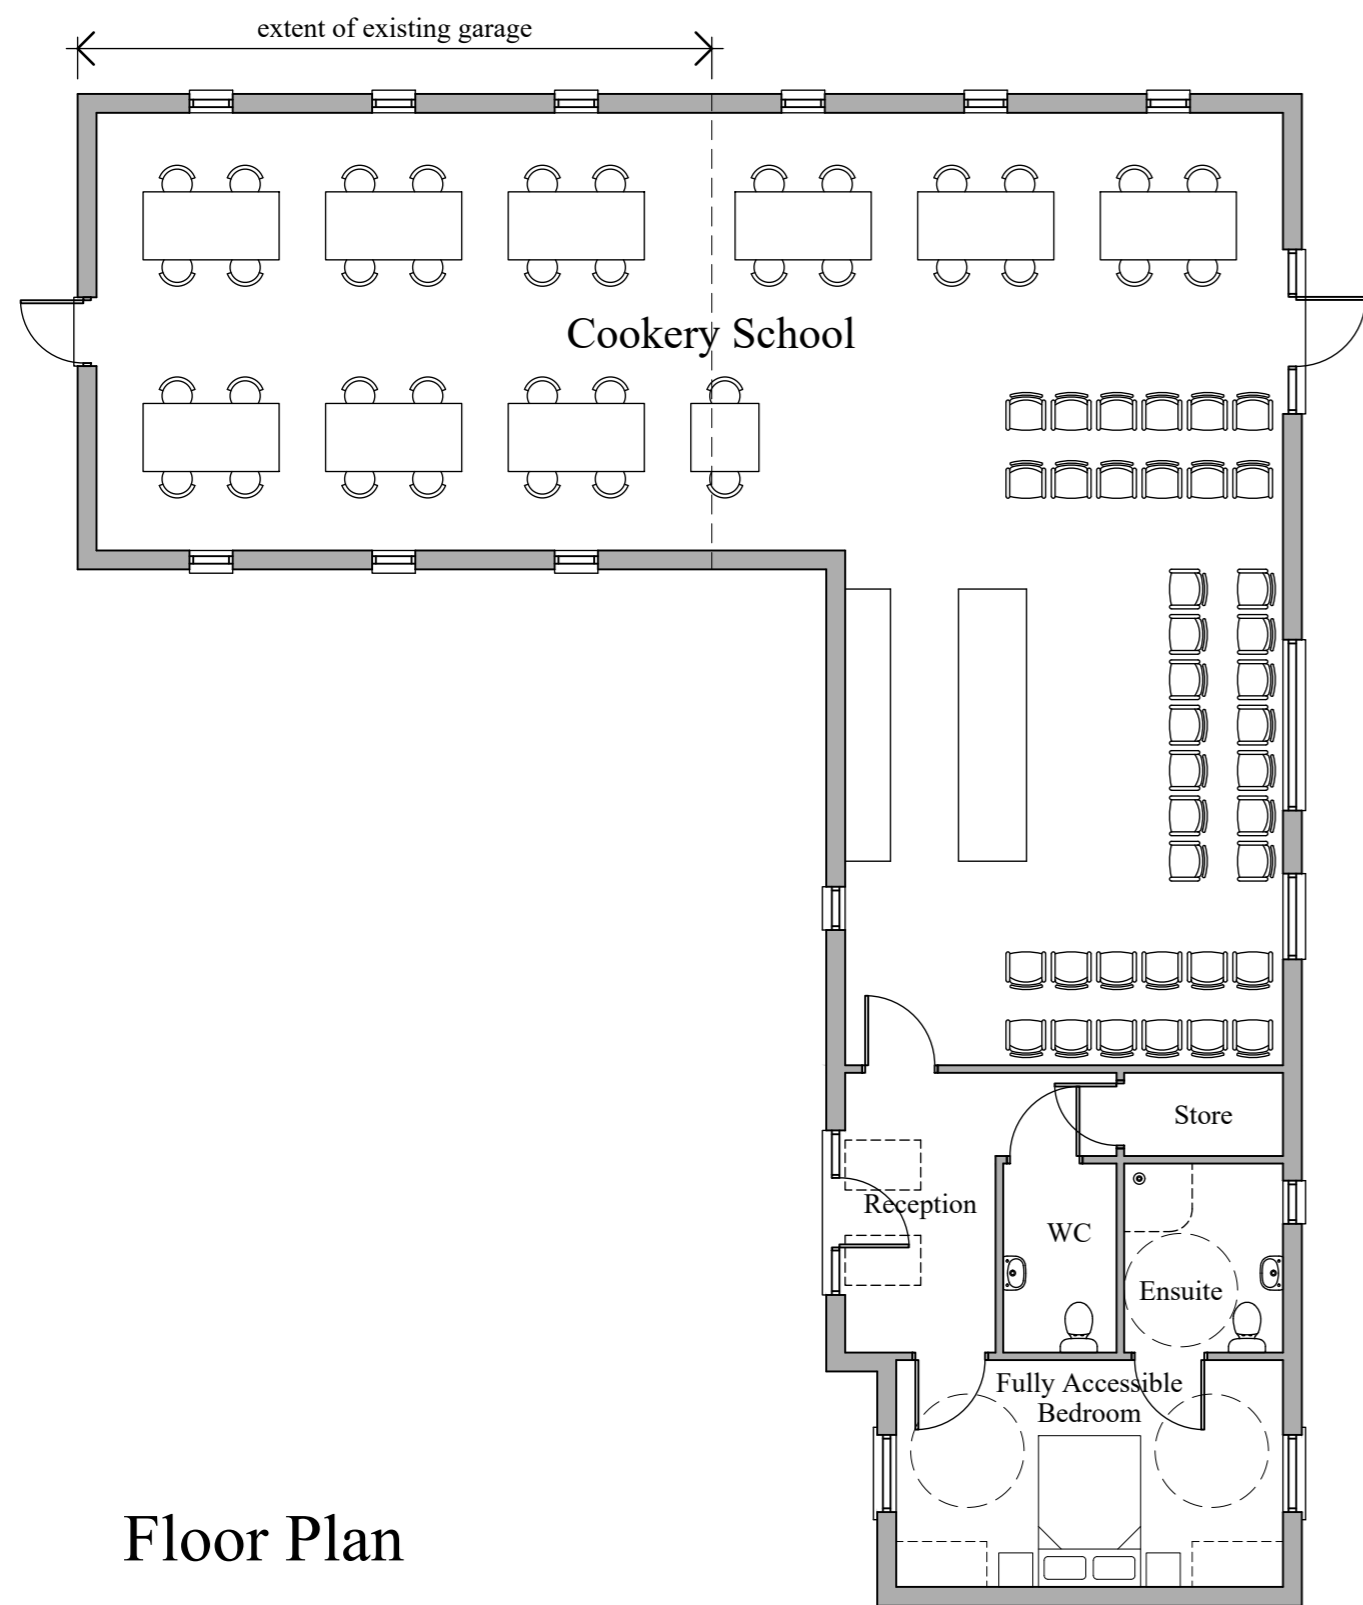 extent of existing garage
Cookery School
Store
Reception
WC
Ensuite
Fully Accessible
Bedroom
Floor Plan